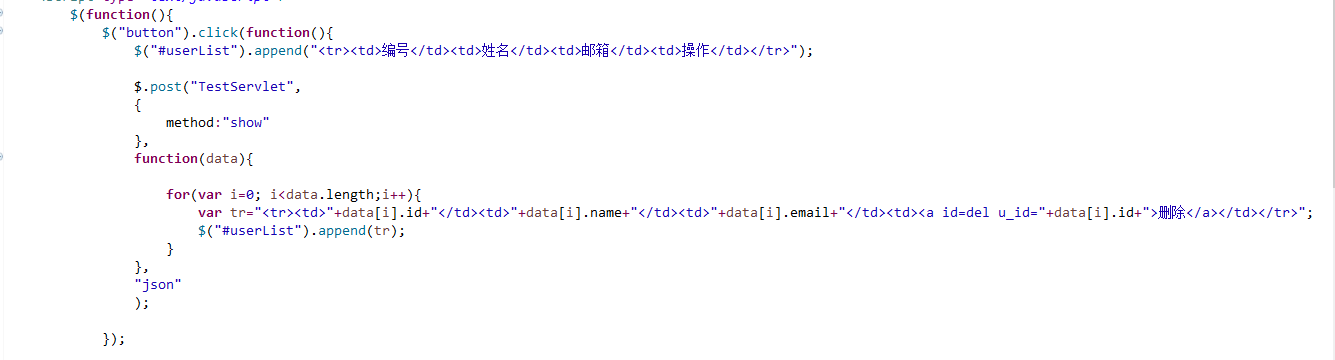 $(function(){
$("button").click(function(){
$("#userList").append("<tr><td>编号</td><td>姓名</td><td>邮箱</td><td>操作</td></tr>");
$.post("TestServlet",
{
method:"show"
},
function(data){
for(var i=0; i<data.length;i++){
var tr="<tr><td>"+data[i].id+"</td><td>"+data[i].name+"</td><td>"+data[i].email+"</td><td><a id=del u_id="+data[i].id+">删除</a></td></tr>";
$("#userList").append(tr);
}
},
"json"
);
});